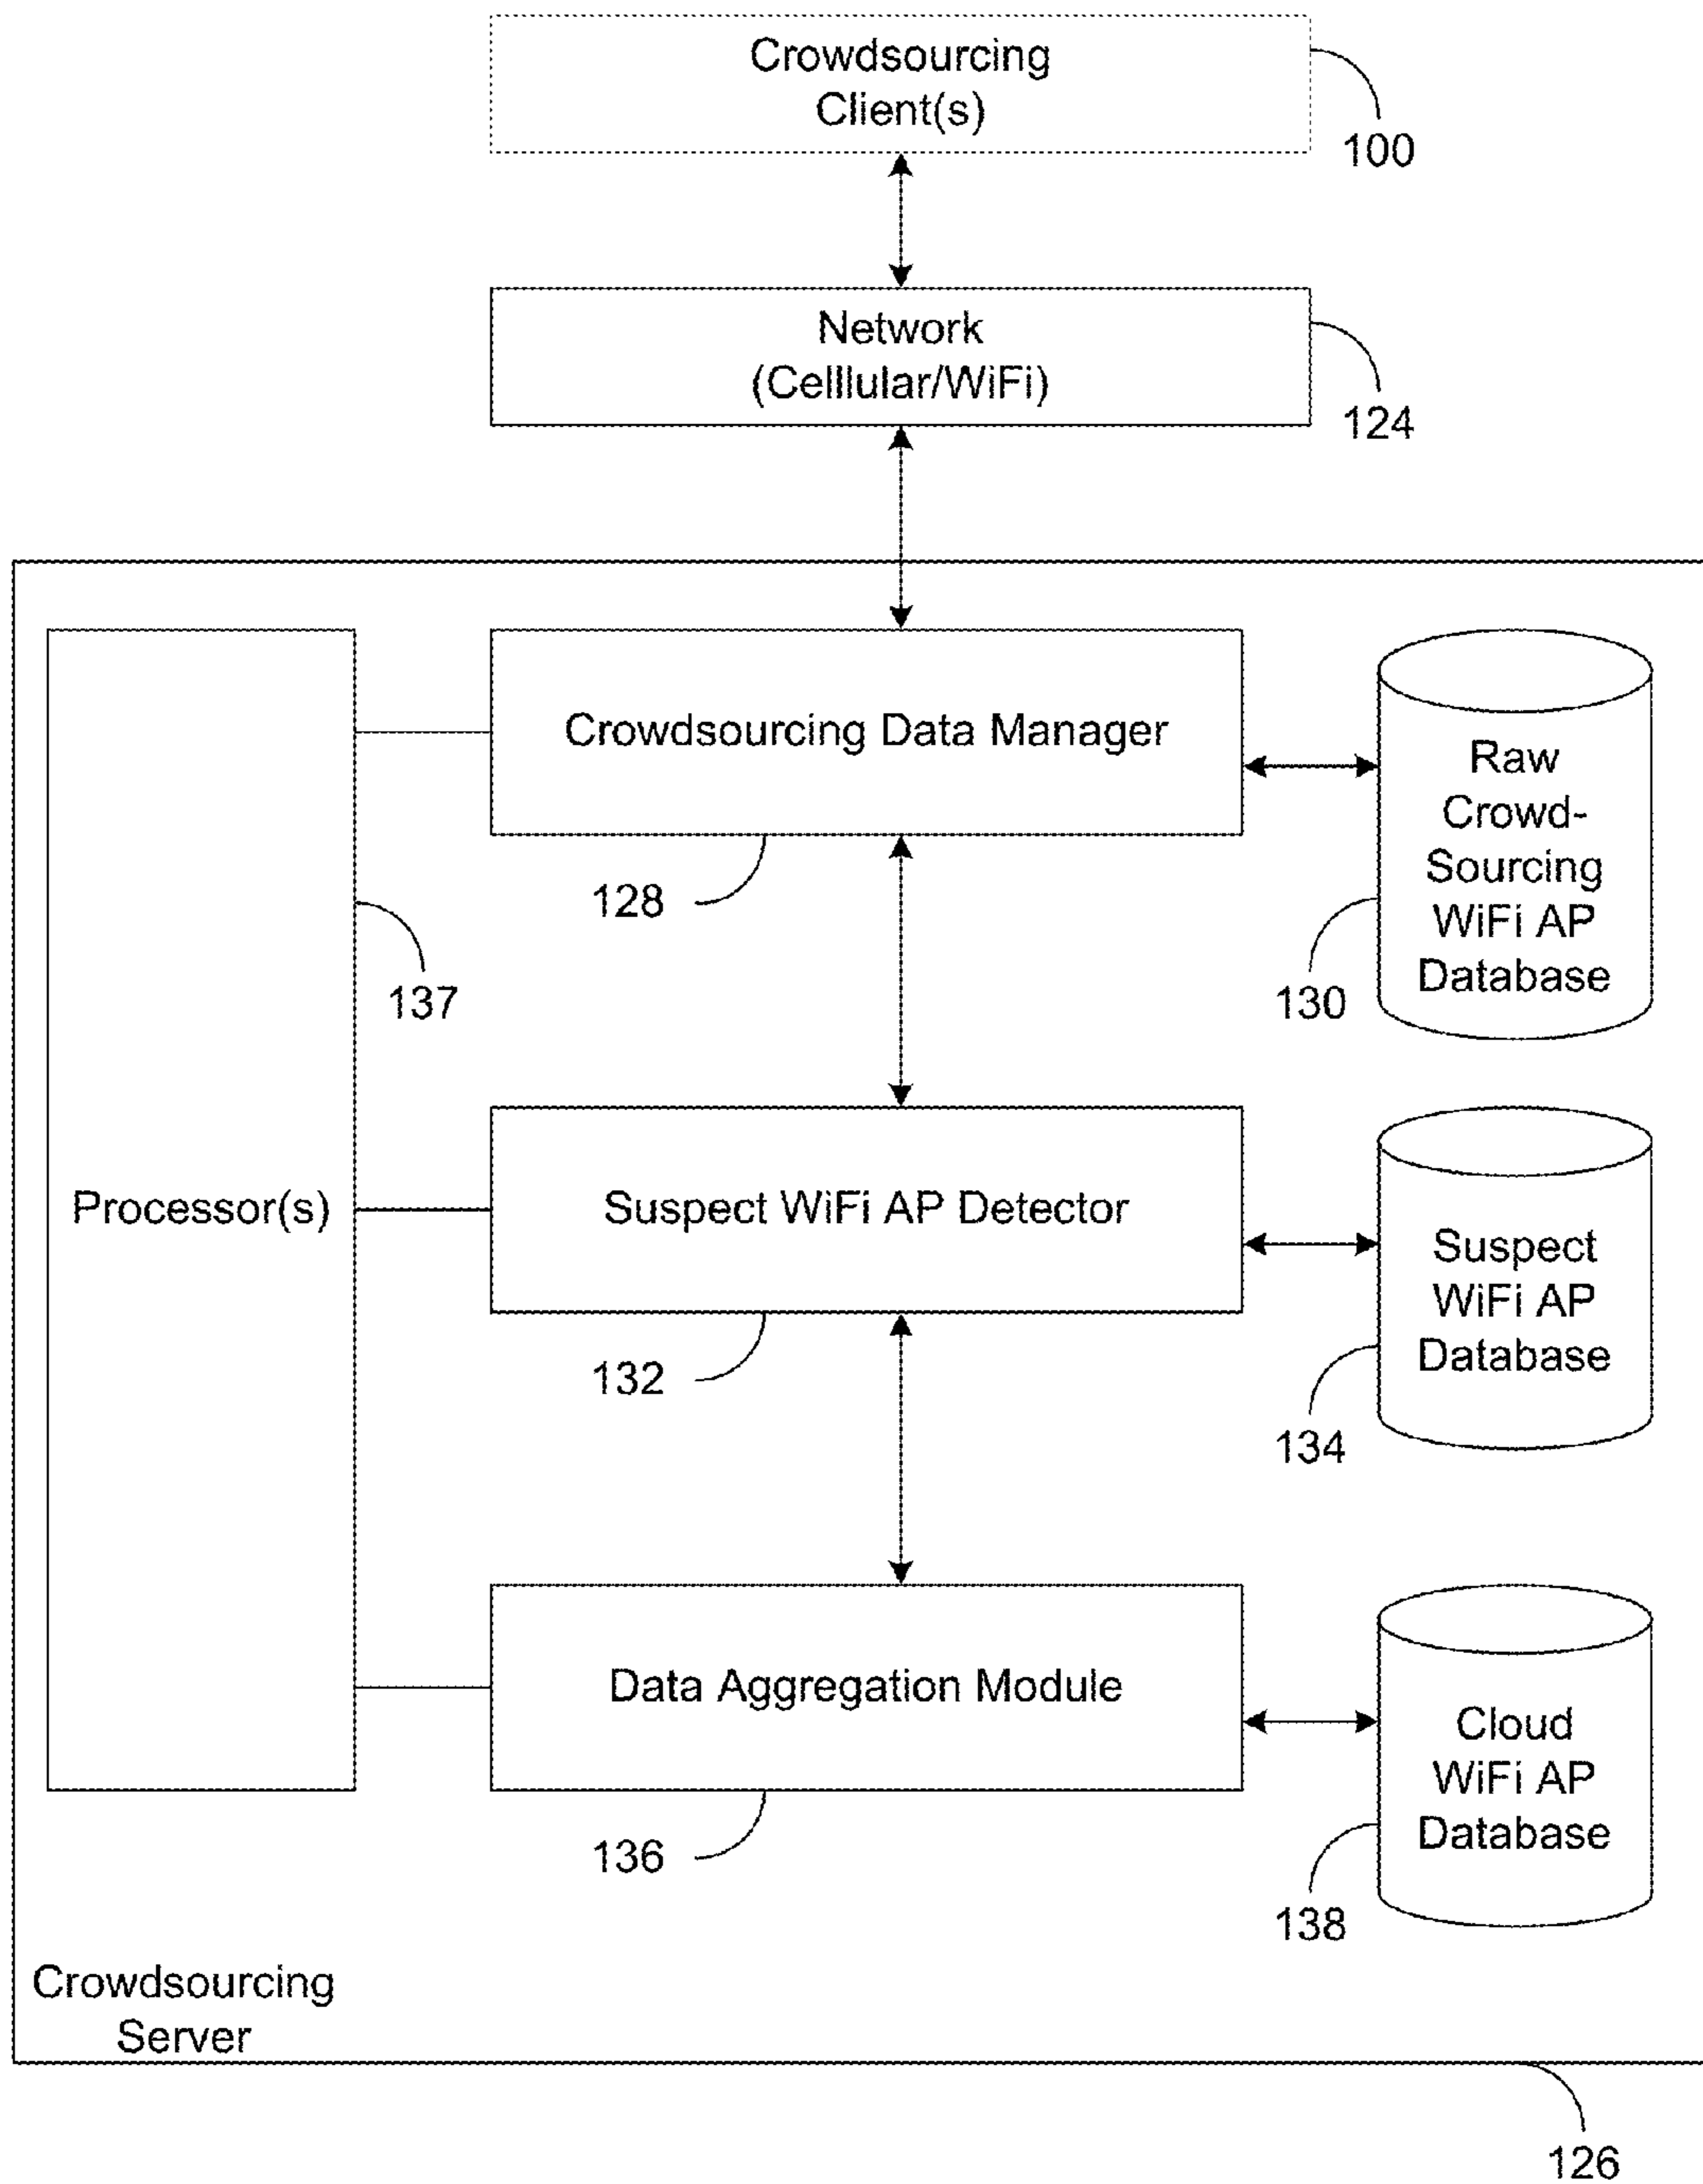 Crowdsourcing
Client(s)
100
Network
(Celllular/WiFi)
124
Crowdsourcing Data Manager
128
Raw
Crowd-
Sourcing
WiFi AP
Database
130
137
Processor(s)
Suspect WiFi AP Detector
132
Suspect
WiFi AP
Database
134
Data Aggregation Module
136
Cloud
WiFi AP
Database
138
Crowdsourcing
Server
126